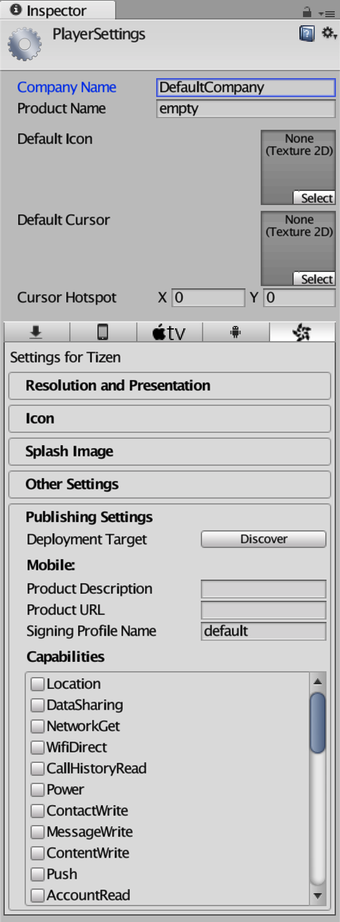 Inspector
PlayerSettings
Company Name DefaultCompany
Product Name empty
Default Icon None
(Texture 2D)
Select
Default Cursor None
(Texture 2D)
Select
Cursor Hotspot X 0 Y 0
tv
Settings for Tizen
Resolution and Presentation
Icon
Splash Image
Other Settings
Publishing Settings
Deployment Target Discover
Mobile:
Product Description
Product URL
Signing Profile Name default
Capabilities
Location
DataSharing
NetworkGet
WifiDirect
CallHistoryRead
Power
ContactWrite
MessageWrite
ContentWrite
Push
AccountRead